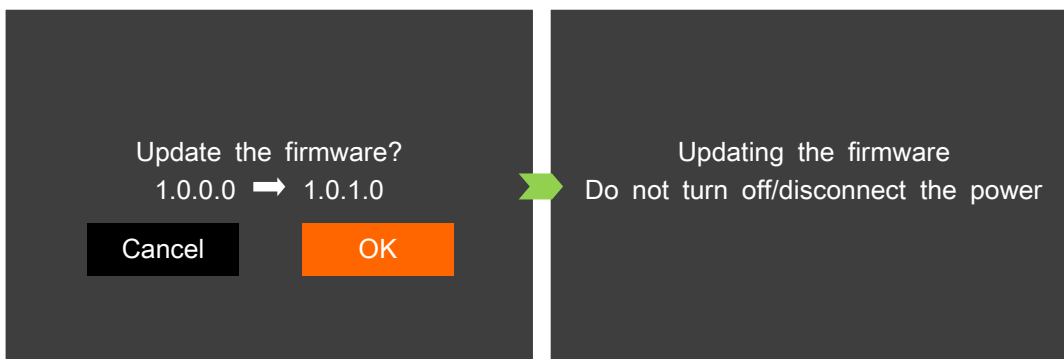 Update the firmware?
1.0.0.0 ➡ 1.0.1.0
Cancel
OK
Updating the firmware
Do not turn off/disconnect the power